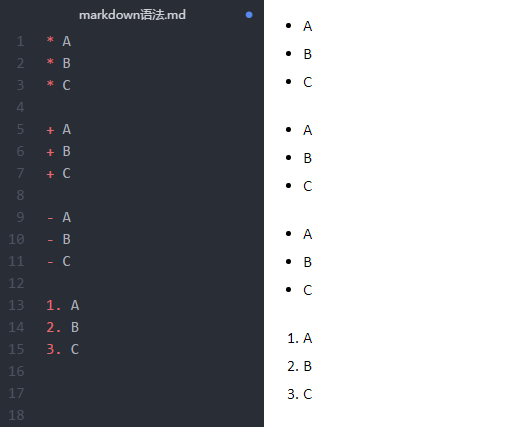 markdown语法.md
1 * A
2 * B
3 * C
4
5 + A
6 + B
7 + C
8
9 - A
10 - B
11 - C
12
13 1. A
14 2. B
15 3. C
16
17
18
• A
• B
• C
• A
• B
• C
• A
• B
• C
1. A
2. B
3. C